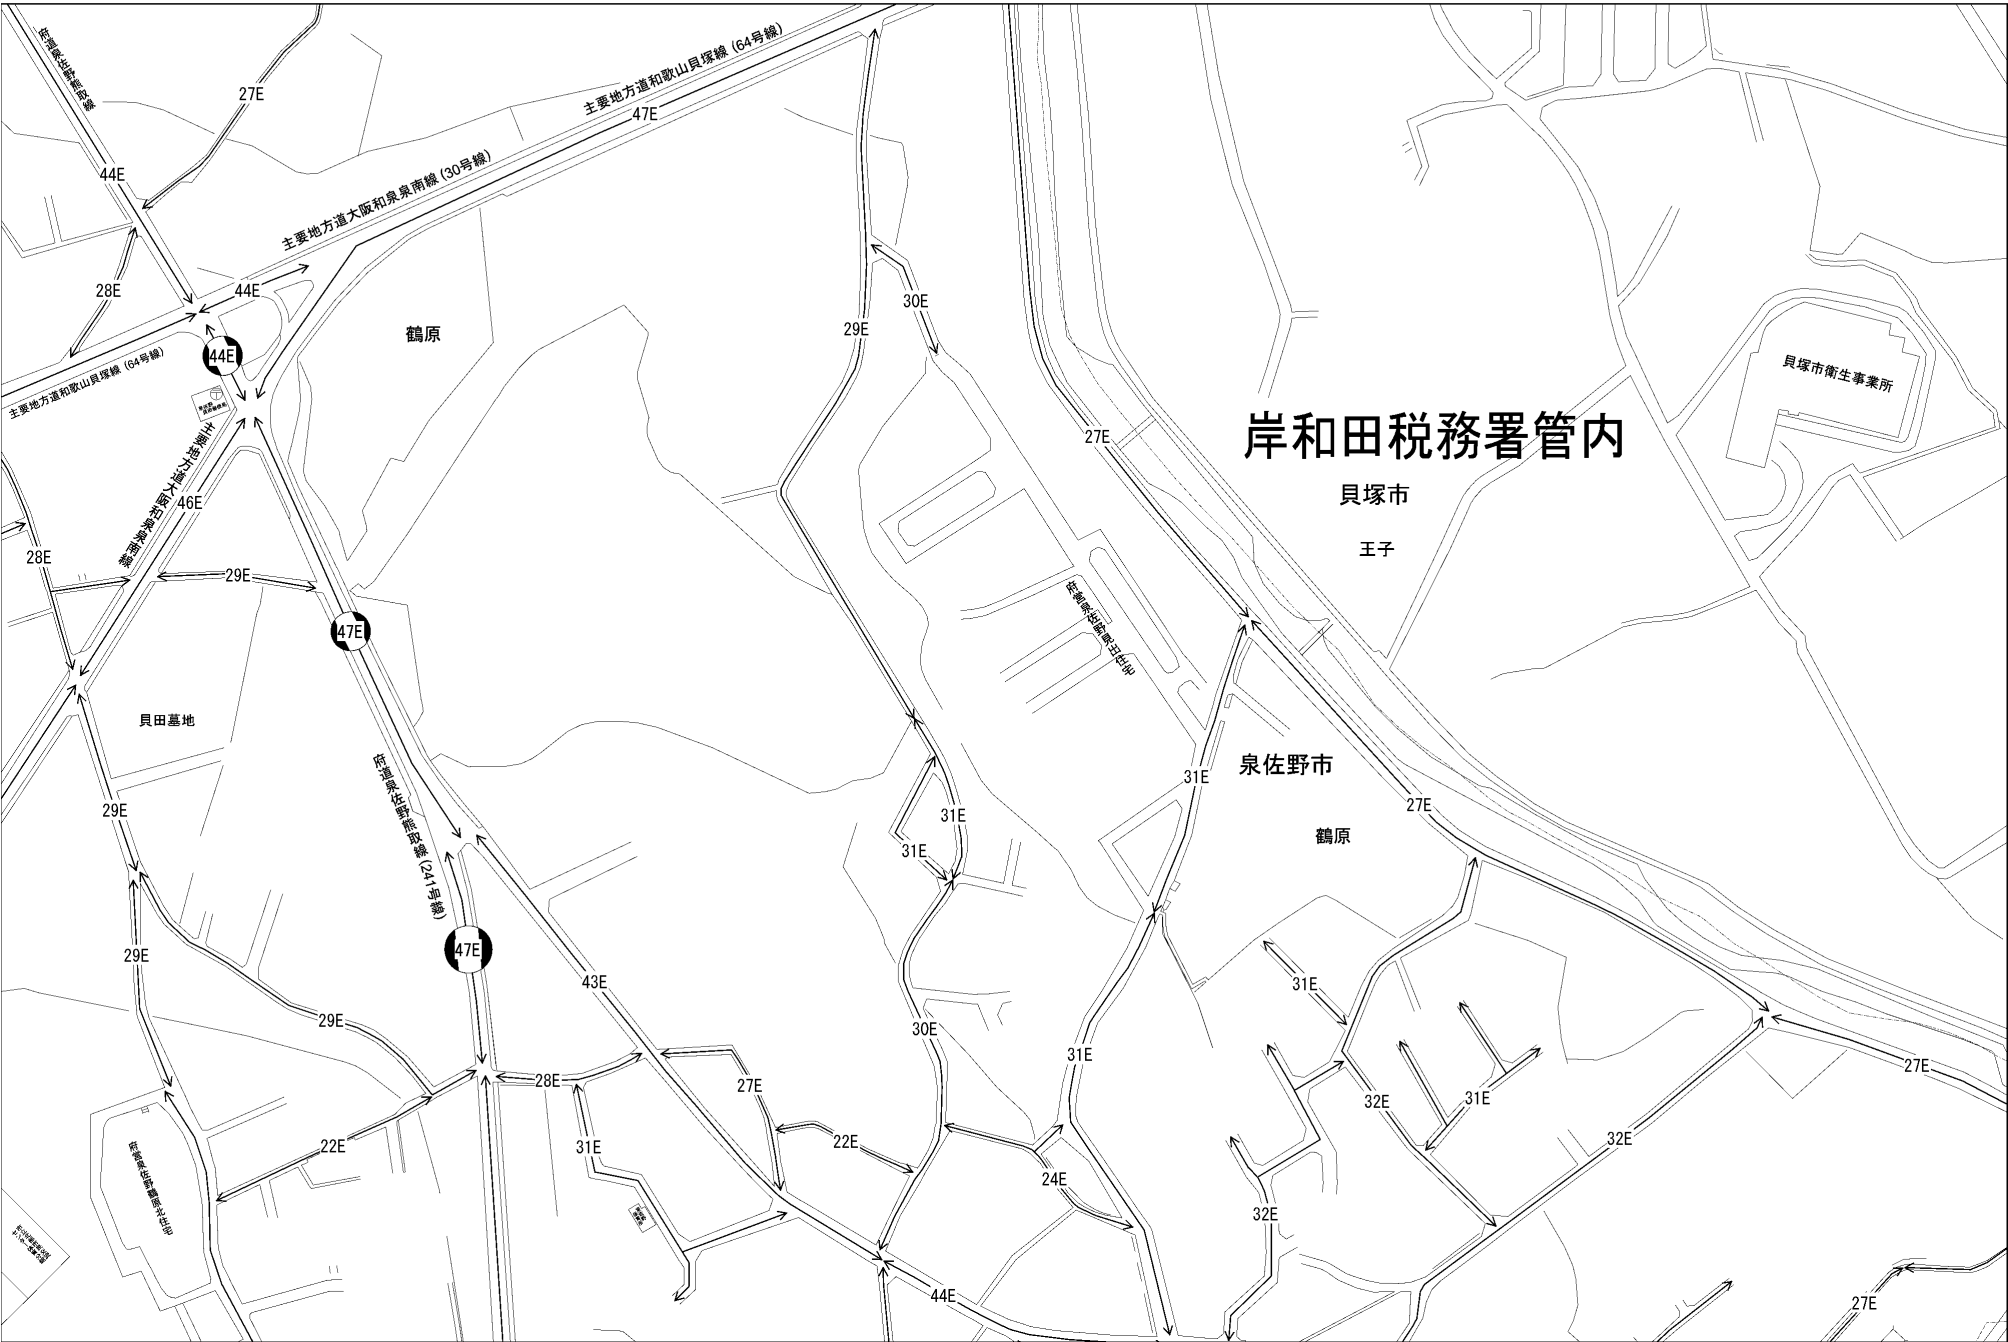 府道泉佐野熊取線
27E
主要地方道和歌山貝塚線 (64号線)
47E
44E
主要地方道大阪和泉泉南線 (30号線)
28E
44E
30E
鶴原
29E
44E
主要地方道和歌山貝塚線 (64号線)
貝塚市衛生事業所
27E
岸和田税務署管内
主要地方道大阪和泉泉南線
46E
貝塚市
王子
28E
29E
府営泉佐野見出住宅
47E
貝田墓地
府道泉佐野熊取線 (241号線)
泉佐野市
31E
27E
29E
31E
鶴原
31E
47E
29E
43E
31E
29E
30E
31E
28E
27E
27E
32E
31E
22E
31E
22E
32E
24E
府営泉佐野鶴原北住宅
32E
44E
27E